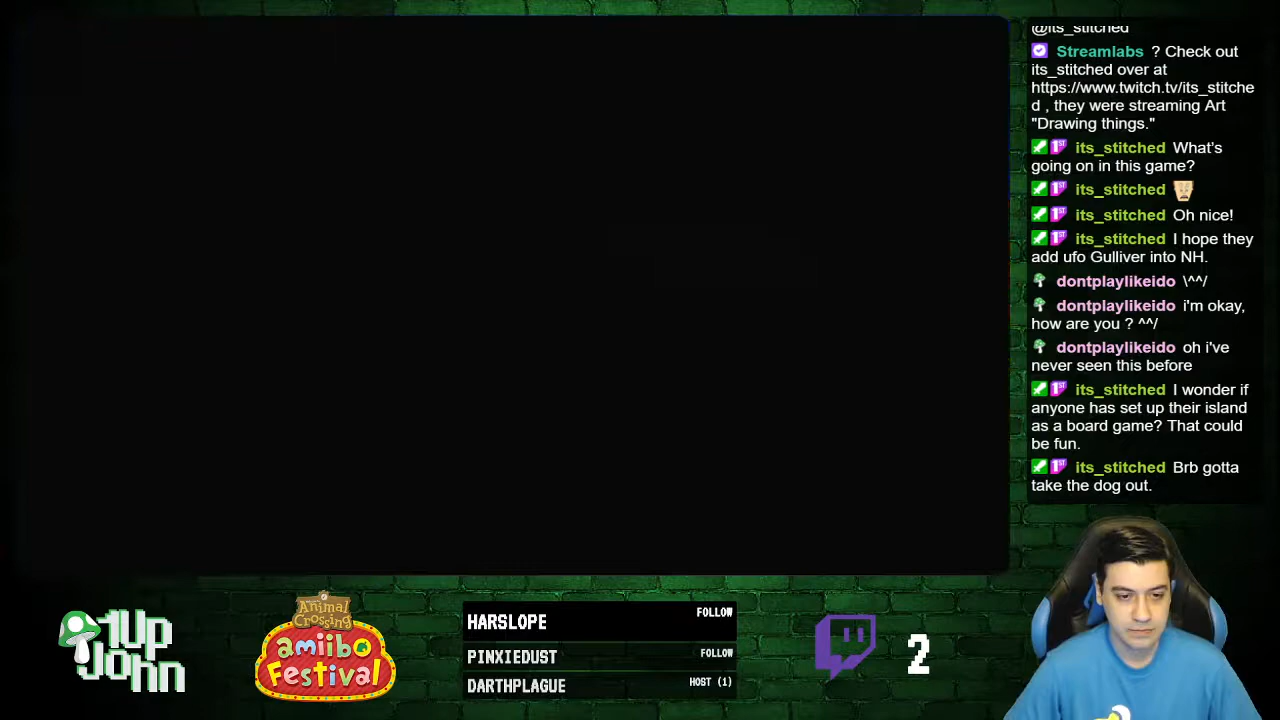 @its_stitched
Streamlabs ? Check out
its_stitched over at
https://www.twitch.tv/its_stitche
d , they were streaming Art
"Drawing things."
its_stitched What's
going on in this game?
its_stitched
its_stitched Oh nice!
its_stitched I hope they
add ufo Gulliver into NH.
dontplaylikeido \^^/
dontplaylikeido i'm okay,
how are you ? ^^/
dontplaylikeido oh i've
never seen this before
its_stitched I wonder if
anyone has set up their island
as a board game? That could
be fun.
its_stitched Brb gotta
take the dog out.
1Up
John
Animal
Crossing
amiibo
Festival
HARSLOPE FOLLOW
PINXIEDUST FOLLOW
DARTHPLAGUE HOST (1)
2